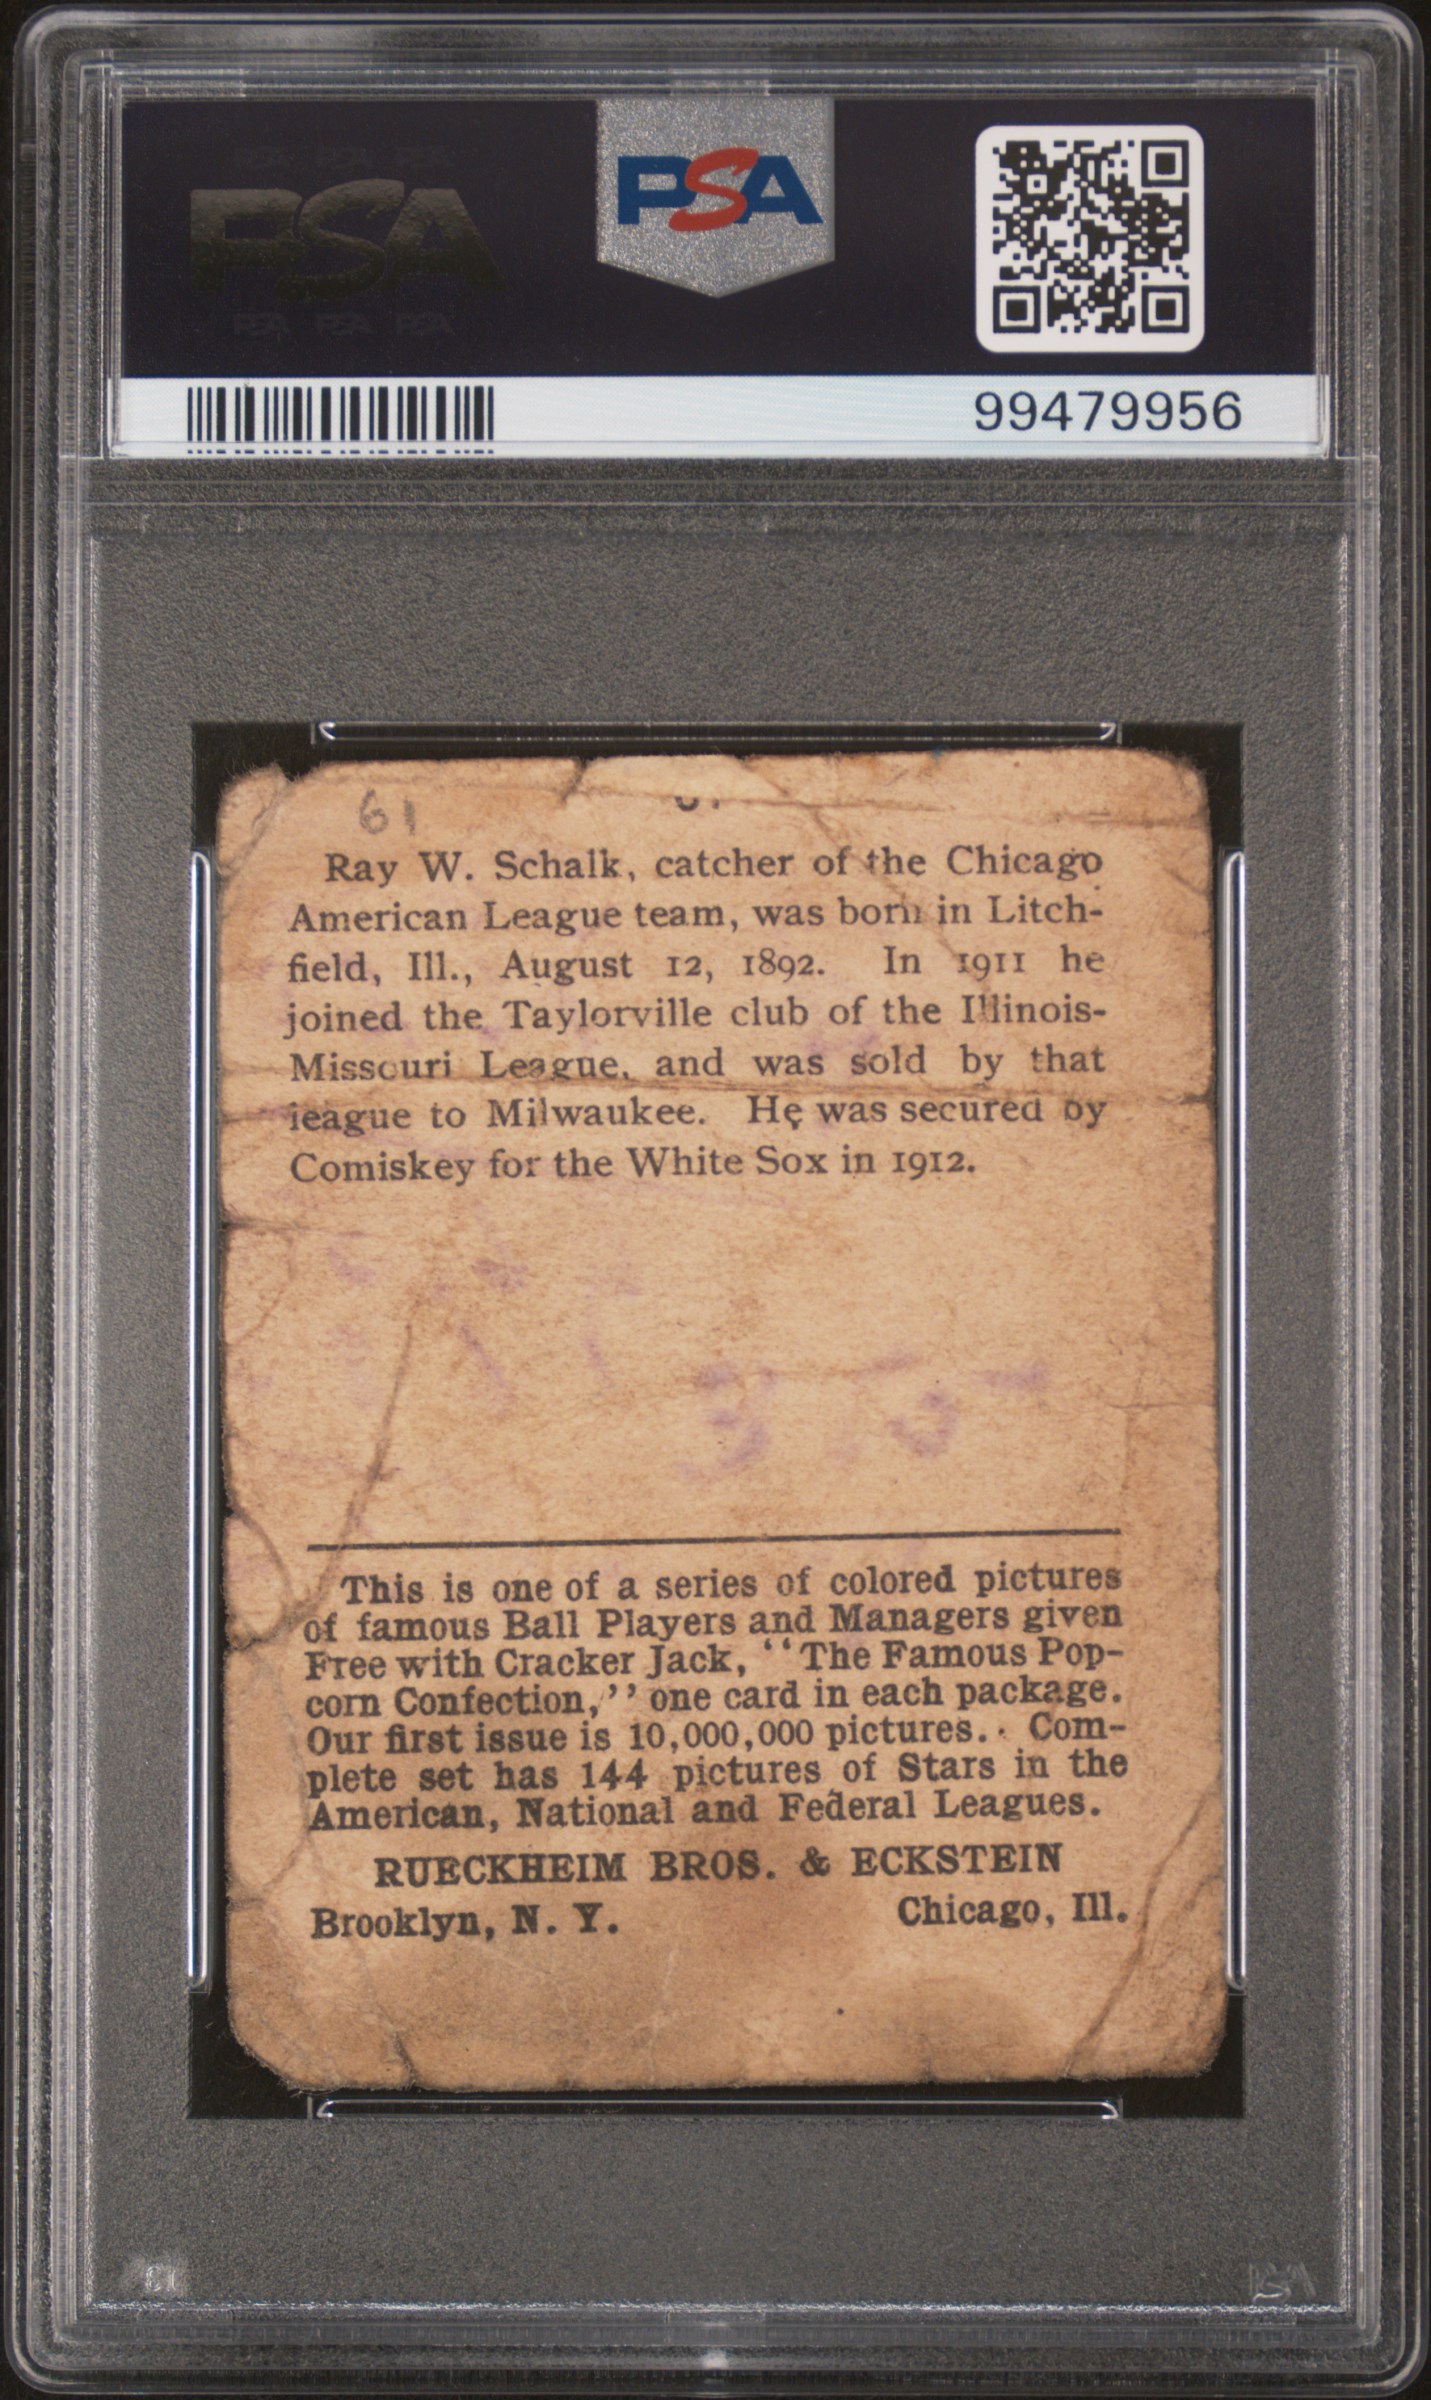 PSA
PSA
99479956
61
Ray W. Schalk, catcher of the Chicago
American League team, was born in Litch-
field, Ill., August 12, 1892. In 1911 he
joined the Taylorville club of the Illinois-
Missouri League, and was sold by that
league to Milwaukee. He was secured by
Comiskey for the White Sox in 1912.
This is one of a series of colored pictures
of famous Ball Players and Managers given
Free with Cracker Jack, "The Famous Pop-
corn Confection," one card in each package.
Our first issue is 10,000,000 pictures. Com-
plete set has 144 pictures of Stars in the
American, National and Federal Leagues.
RUECKHEIM BROS. & ECKSTEIN
Brooklyn, N. Y. Chicago, Ill.
PSA